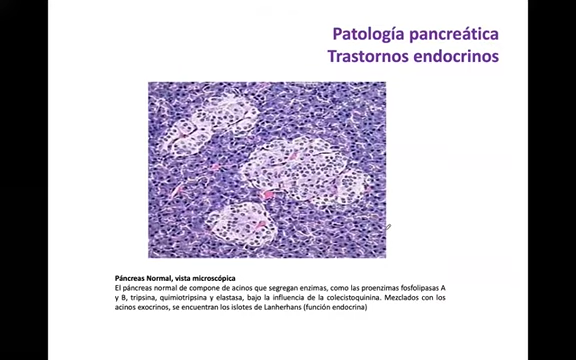 Patología pancreática
Trastornos endocrinos
Páncreas Normal, vista microscópica
El páncreas normal de compone de acinos que segregan enzimas, como las proenzimas fosfolipasas A
y B, tripsina, quimiotripsina y elastasa, bajo la influencia de la colecistoquinina. Mezclados con los
acinos exocrinos, se encuentran los islotes de Lanherhans (función endocrina)